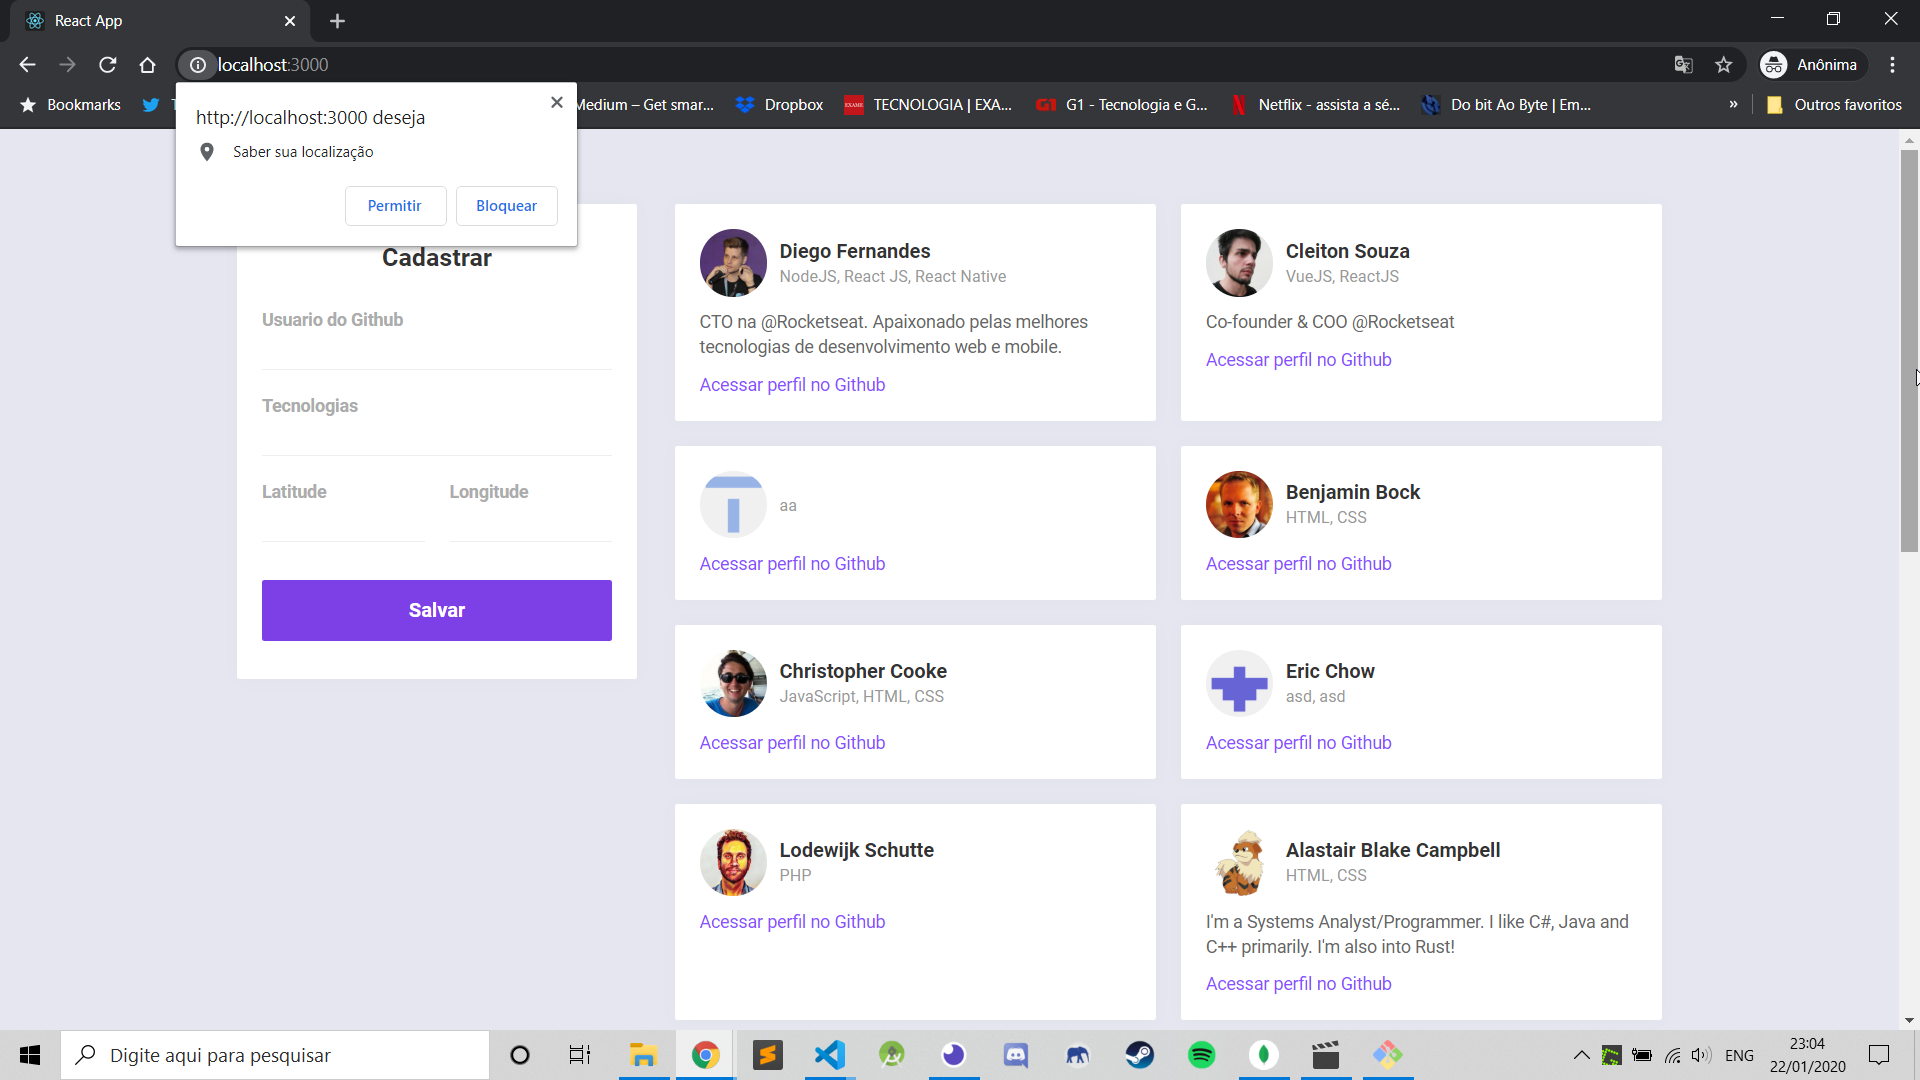 React App
localhost:3000
Anônima
Bookmarks
Medium – Get smar...
Dropbox
EXAME
TECNOLOGIA | EXA...
G1
G1 - Tecnologia e G...
Netflix - assista a sé...
Do bit Ao Byte | Em...
»
Outros favoritos
http://localhost:3000 deseja
Saber sua localização
Permitir
Bloquear
Cadastrar
Usuario do Github
Tecnologias
Latitude
Longitude
Salvar
Diego Fernandes
NodeJS, React JS, React Native
CTO na @Rocketseat. Apaixonado pelas melhores
tecnologias de desenvolvimento web e mobile.
Acessar perfil no Github
Cleiton Souza
VueJS, ReactJS
Co-founder & COO @Rocketseat
Acessar perfil no Github
aa
Acessar perfil no Github
Benjamin Bock
HTML, CSS
Acessar perfil no Github
Christopher Cooke
JavaScript, HTML, CSS
Acessar perfil no Github
Eric Chow
asd, asd
Acessar perfil no Github
Lodewijk Schutte
PHP
Acessar perfil no Github
Alastair Blake Campbell
HTML, CSS
I'm a Systems Analyst/Programmer. I like C#, Java and
C++ primarily. I'm also into Rust!
Acessar perfil no Github
Digite aqui para pesquisar
ENG
23:04
22/01/2020